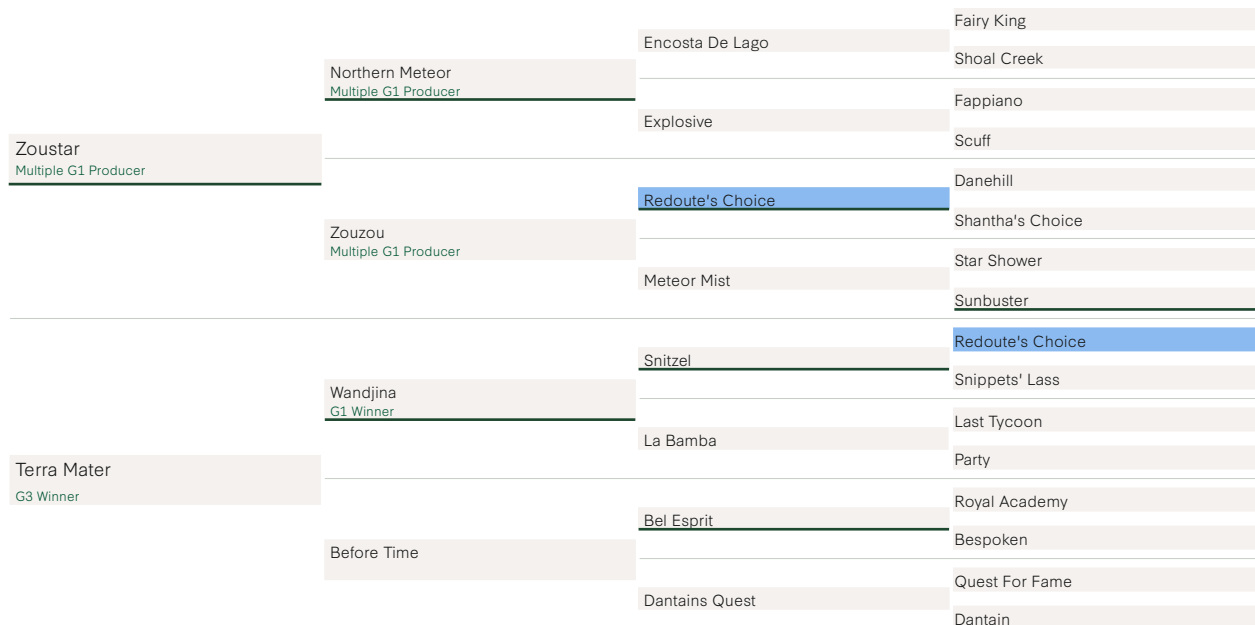 Zoustar
Multiple G1 Producer
Terra Mater
G3 Winner
Northern Meteor
Multiple G1 Producer
Zouzou
Multiple G1 Producer
Wandjina
G1 Winner
Before Time
Encosta De Lago
Explosive
Redoute's Choice
Meteor Mist
Snitzel
La Bamba
Bel Esprit
Dantains Quest
Fairy King
Shoal Creek
Fappiano
Scuff
Danehill
Shantha's Choice
Star Shower
Sunbuster
Redoute's Choice
Snippets' Lass
Last Tycoon
Party
Royal Academy
Bespoken
Quest For Fame
Dantain